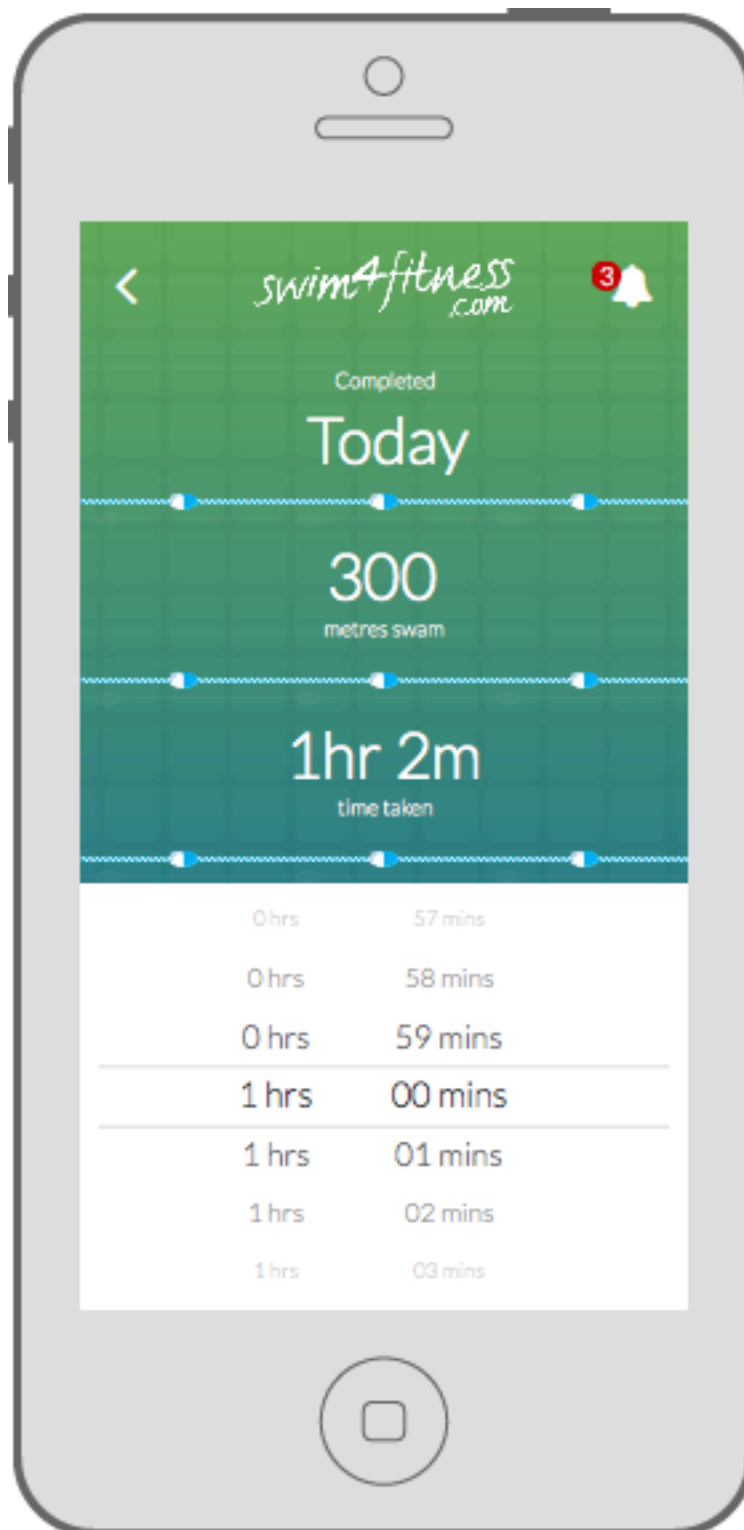 swim4fitness
.com
3
Completed
Today
300
metres swam
1hr 2m
time taken
0 hrs 57 mins
0 hrs 58 mins
0 hrs 59 mins
1 hrs 00 mins
1 hrs 01 mins
1 hrs 02 mins
1 hrs 03 mins